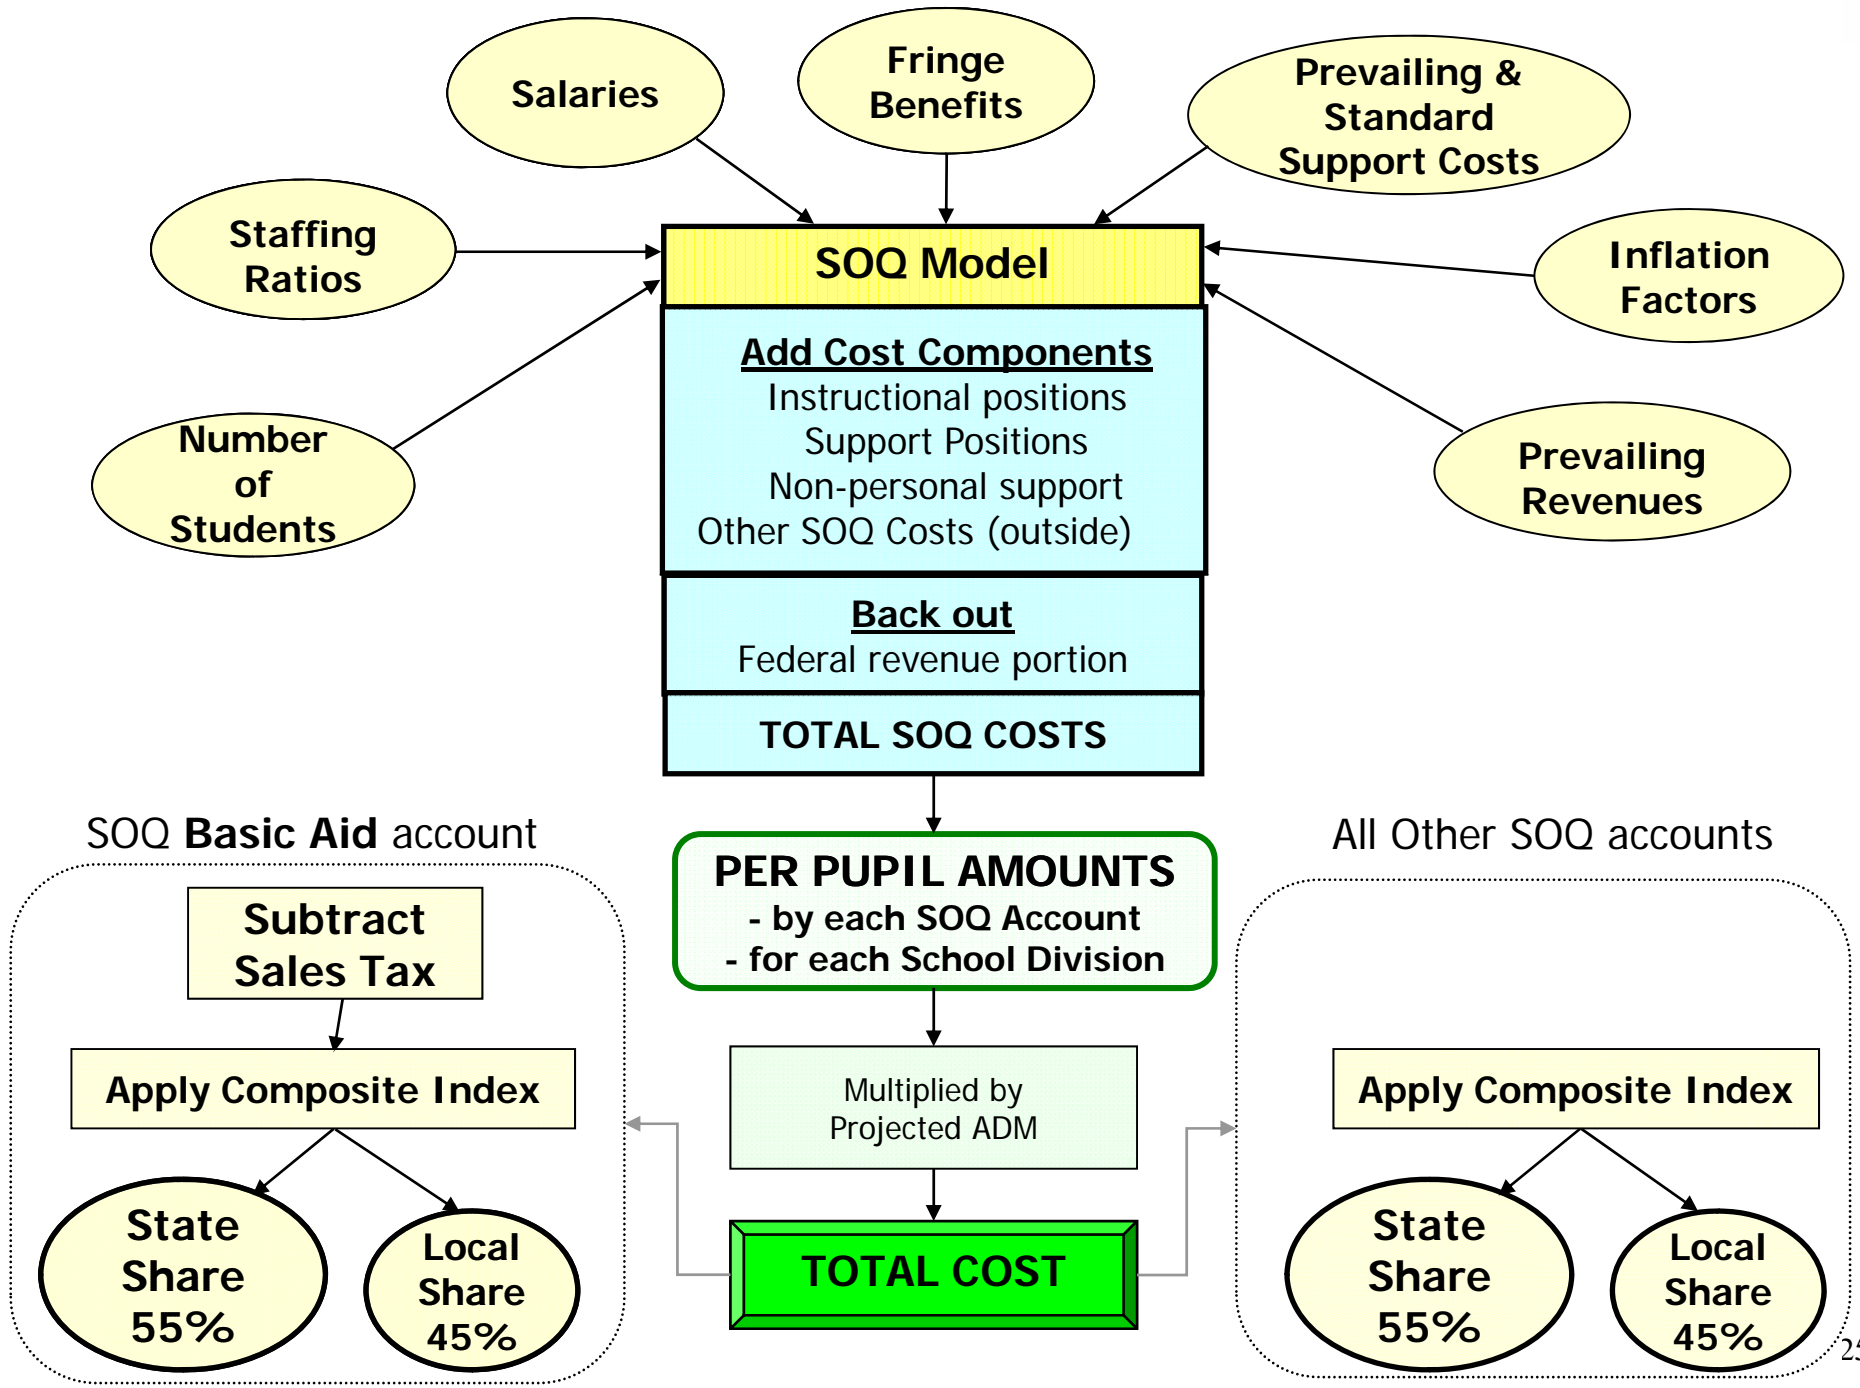 Salaries
Fringe
Benefits
Prevailing &
Standard
Support Costs
Staffing
Ratios
Inflation
Factors
Number
of
Students
Prevailing
Revenues
SOQ Model
Add Cost Components
Instructional positions
Support Positions
Non-personal support
Other SOQ Costs (outside)
Back out
Federal revenue portion
TOTAL SOQ COSTS
PER PUPIL AMOUNTS
- by each SOQ Account
- for each School Division
Multiplied by
Projected ADM
TOTAL COST
SOQ Basic Aid account
Subtract
Sales Tax
Apply Composite Index
State
Share
55%
Local
Share
45%
All Other SOQ accounts
Apply Composite Index
State
Share
55%
Local
Share
45%